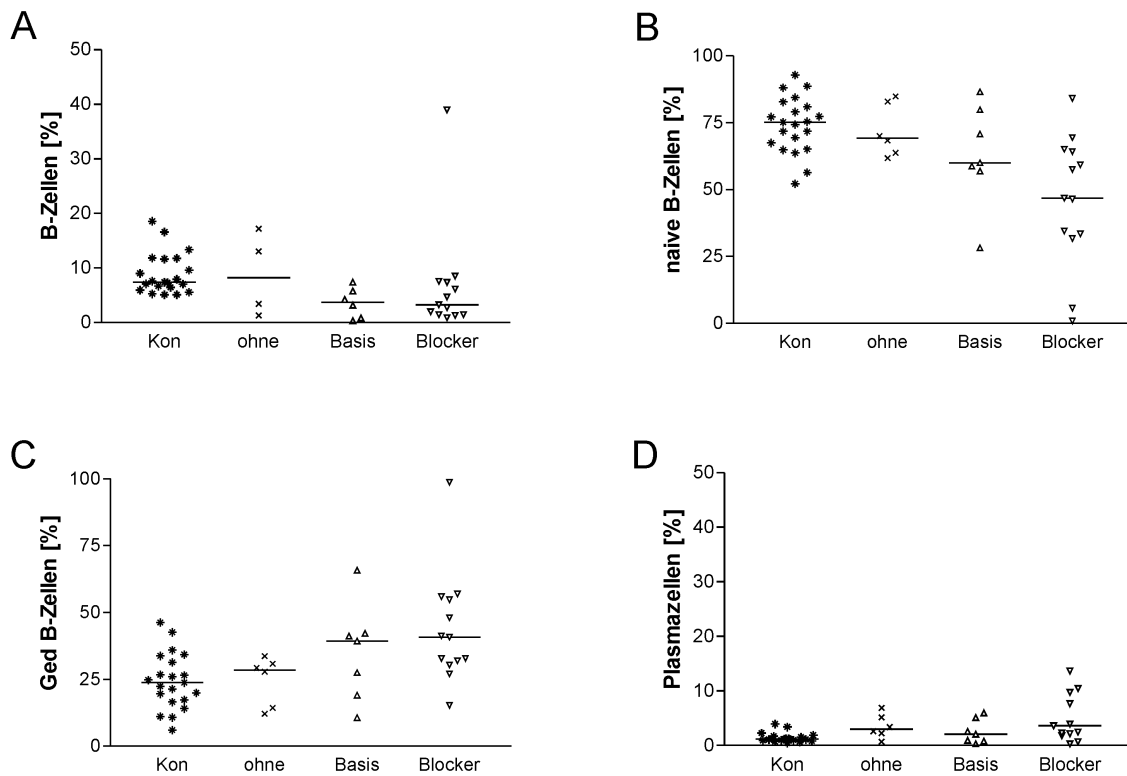 A
B-Zellen [%]
50
40
30
20
10
0
Kon ohne Basis Blocker
B
naive B-Zellen [%]
100
75
50
25
0
Kon ohne Basis Blocker
C
Ged B-Zellen [%]
100
75
50
25
0
Kon ohne Basis Blocker
D
Plasmazellen [%]
50
40
30
20
10
0
Kon ohne Basis Blocker